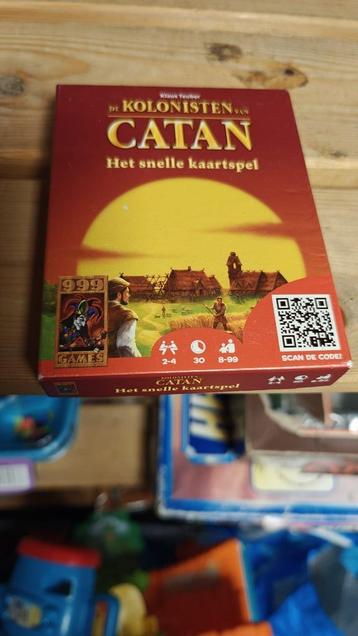 Klaus Teuber
DE KOLONISTEN VAN
CATAN
Het snelle kaartspel
999
GAMES
2-4
30
8-99
SCAN DE CODE!
KOLONISTEN
CATAN
Het snelle kaartspel